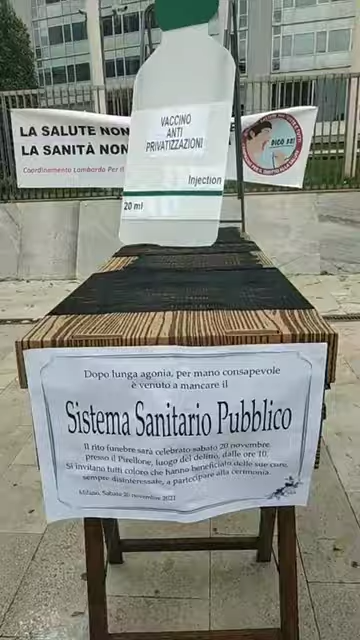 LA SALUTE NON
LA SANITÀ NON
Coordinamento Lombardo Per il
DICO 32!
VACCINO
ANTI
PRIVATIZZAZIONI
Injection
20 ml
Dopo lunga agonia, per mano consapevole
è venuto a mancare il
Sistema Sanitario Pubblico
Il rito funebre sarà celebrato sabato 20 novembre
presso il Pirellone, luogo del delitto, dalle ore 10.
Si invitano tutti coloro che hanno beneficiato delle sue cure,
sempre disinteressate, a partecipare alla cerimonia.
Milano, Sabato 20 novembre 2021